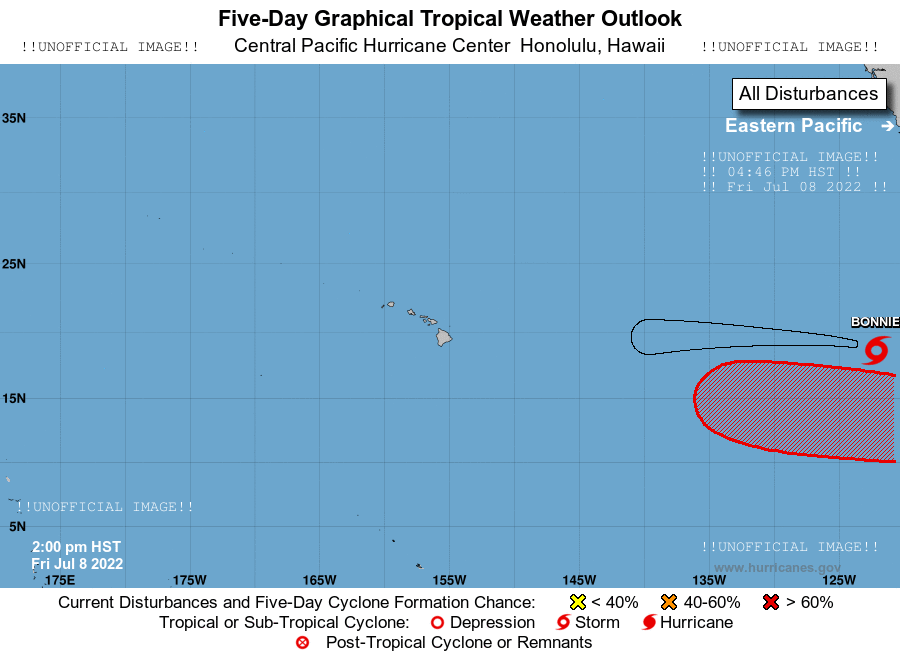 Five-Day Graphical Tropical Weather Outlook
!!UNOFFICIAL IMAGE!! Central Pacific Hurricane Center Honolulu, Hawaii !!UNOFFICIAL IMAGE!!
All Disturbances
35N
Eastern Pacific →
!!UNOFFICIAL IMAGE!!
!! 04:46 PM HST !!
!! Fri Jul 08 2022 !!
25N
BONNIE
15N
!!UNOFFICIAL IMAGE!!
5N
2:00 pm HST
Fri Jul 8 2022
!!UNOFFICIAL IMAGE!!
www.hurricanes.gov
175E 175W 165W 155W 145W 135W 125W
Current Disturbances and Five-Day Cyclone Formation Chance: < 40% 40-60% > 60%
Tropical or Sub-Tropical Cyclone: Depression Storm Hurricane
Post-Tropical Cyclone or Remnants